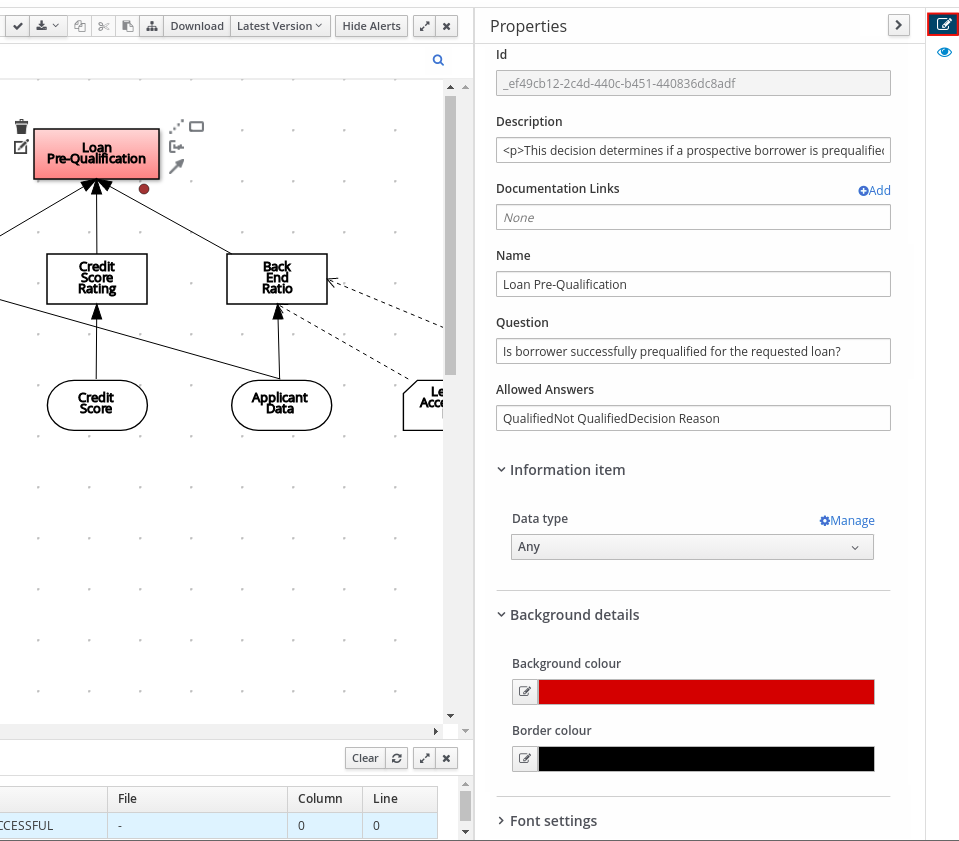 Download
Latest Version
Hide Alerts
Loan
Pre-Qualification
Credit
Score
Rating
Back
End
Ratio
Credit
Score
Applicant
Data
Le
Acce
Clear
File
Column
Line
CCESSFUL
-
0
0
Properties
Id
_ef49cb12-2c4d-440c-b451-440836dc8adf
Description
<p>This decision determines if a prospective borrower is prequalified
Documentation Links
Add
None
Name
Loan Pre-Qualification
Question
Is borrower successfully prequalified for the requested loan?
Allowed Answers
QualifiedNot QualifiedDecision Reason
Information item
Data type
Manage
Any
Background details
Background colour
Border colour
Font settings